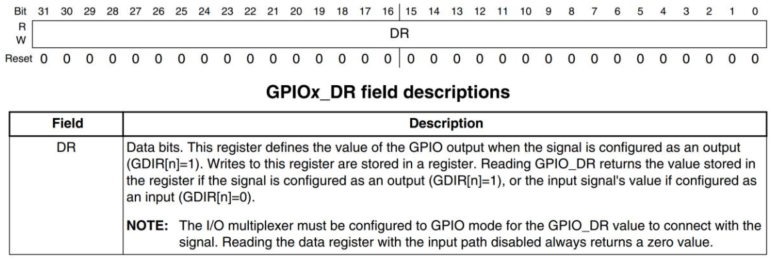 Bit 31 30 29 28 27 26 25 24 23 22 21 20 19 18 17 16 15 14 13 12 11 10 9 8 7 6 5 4 3 2 1 0
R
DR
W
Reset 0 0 0 0 0 0 0 0 0 0 0 0 0 0 0 0 0 0 0 0 0 0 0 0 0 0 0 0 0 0 0 0
GPIOx_DR field descriptions
Field Description
DR Data bits. This register defines the value of the GPIO output when the signal is configured as an output
(GDIR[n]=1). Writes to this register are stored in a register. Reading GPIO_DR returns the value stored in
the register if the signal is configured as an output (GDIR[n]=1), or the input signal's value if configured as
an input (GDIR[n]=0).
NOTE: The I/O multiplexer must be configured to GPIO mode for the GPIO_DR value to connect with the
signal. Reading the data register with the input path disabled always returns a zero value.